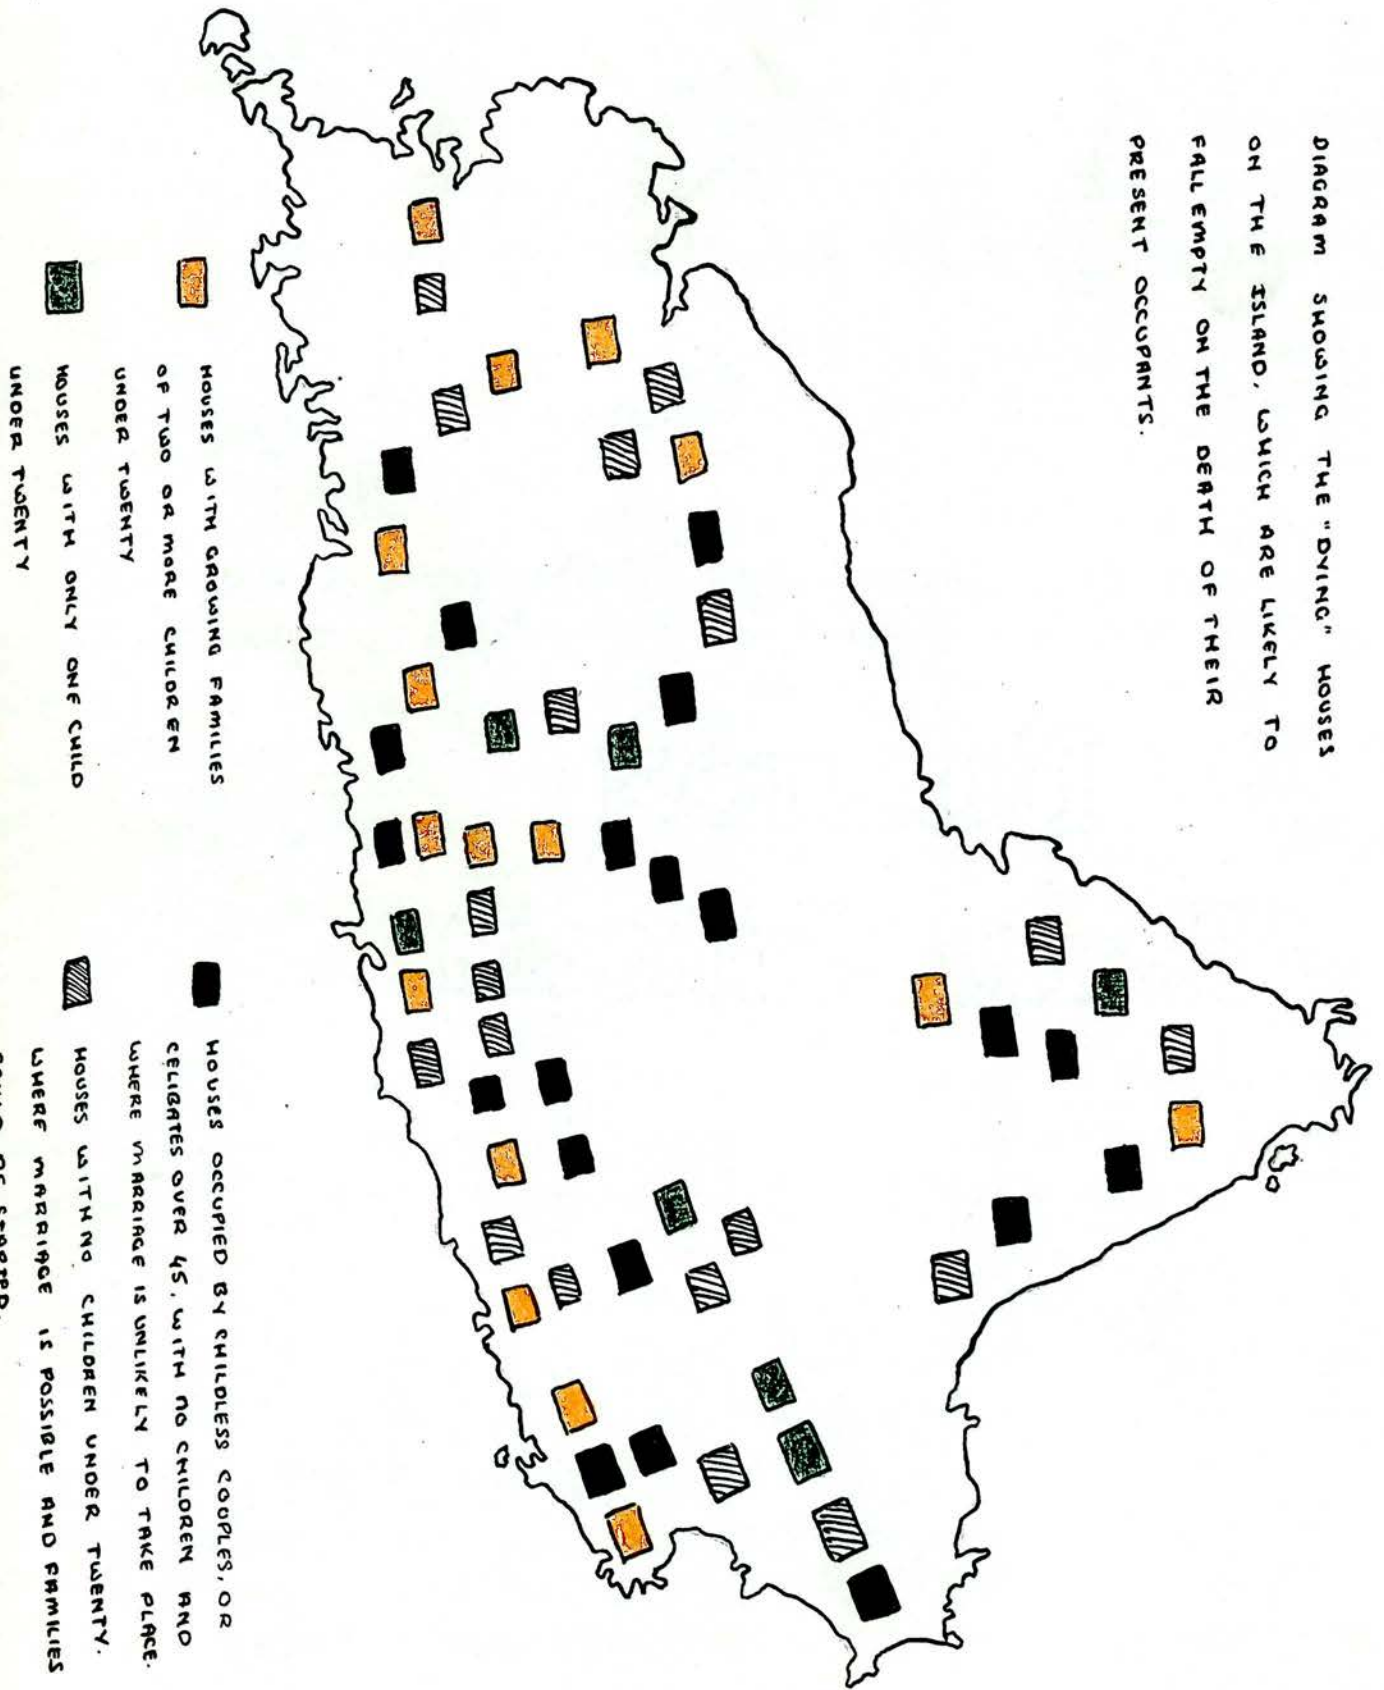 DIAGRAM SHOWING THE "DYING" HOUSES
ON THE ISLAND, WHICH ARE LIKELY TO
FALL EMPTY ON THE DEATH OF THEIR
PRESENT OCCUPANTS.
HOUSES WITH GROWING FAMILIES
OF TWO OR MORE CHILDREN
UNDER TWENTY
HOUSES WITH ONLY ONE CHILD
UNDER TWENTY
HOUSES OCCUPIED BY CHILDLESS COUPLES, OR
CELIBATES OVER 45, WITH NO CHILDREN AND
WHERE MARRIAGE IS UNLIKELY TO TAKE PLACE.
HOUSES WITH NO CHILDREN UNDER TWENTY.
WHERE MARRIAGE IS POSSIBLE AND FAMILIES